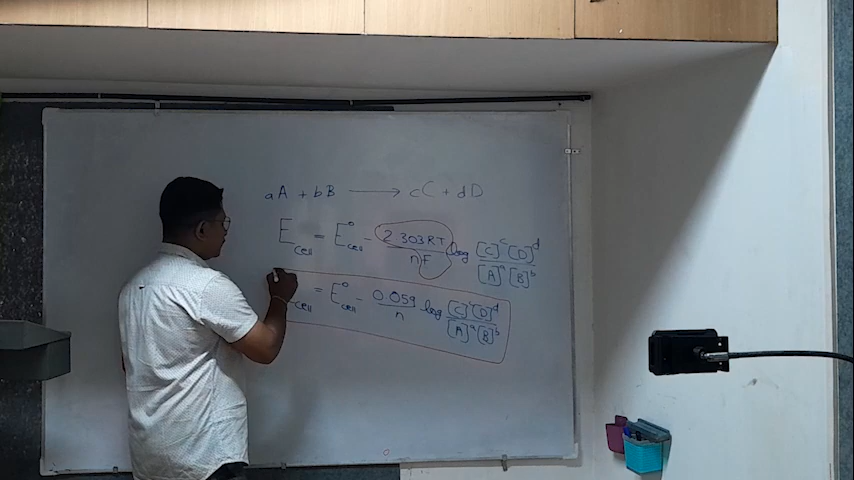 aA + bB ⟶ cC + dD
E cell = E° cell - 2.303RT/nF log [C]^c [D]^d / [A]^a [B]^b
cell = E° cell - 0.059/n log [C]^c [D]^d / [A]^a [B]^b